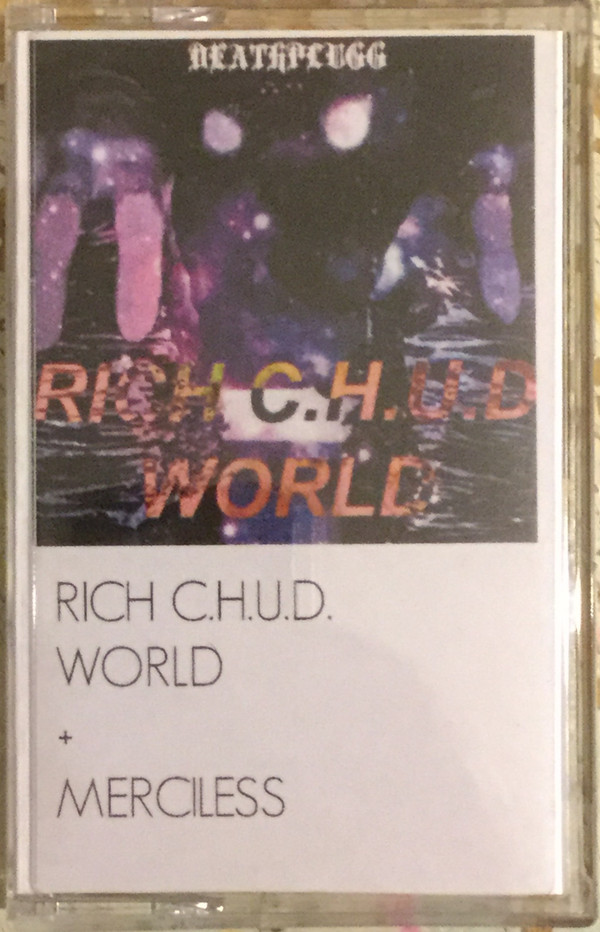 DEATHPLUGG
RICH C.H.U.D
WORLD
RICH C.H.U.D.
WORLD
+
MERCILESS